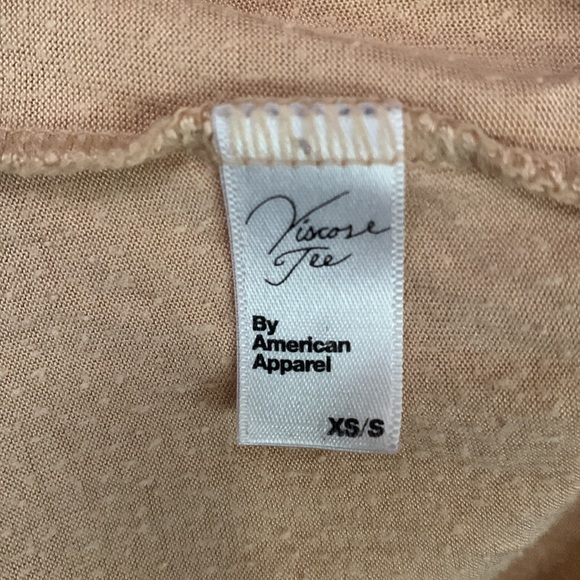 Viscose
Tee
By
American
Apparel
XS/S